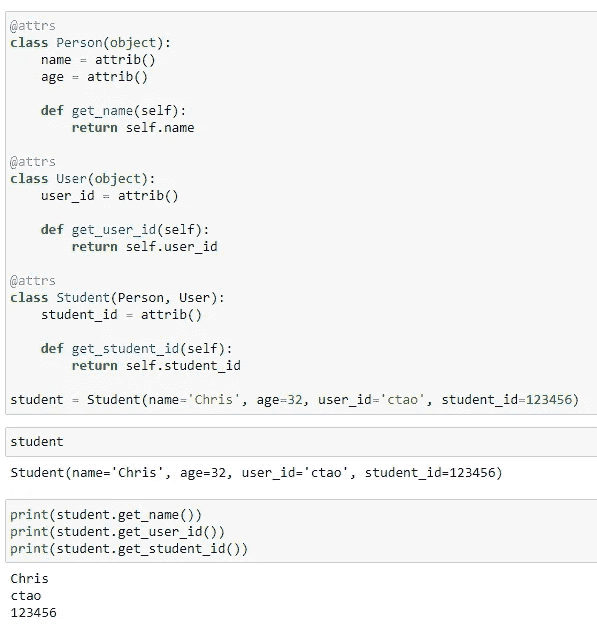 @attrs
class Person(object):
    name = attrib()
    age = attrib()

    def get_name(self):
        return self.name

@attrs
class User(object):
    user_id = attrib()

    def get_user_id(self):
        return self.user_id

@attrs
class Student(Person, User):
    student_id = attrib()

    def get_student_id(self):
        return self.student_id

student = Student(name='Chris', age=32, user_id='ctao', student_id=123456)

student

Student(name='Chris', age=32, user_id='ctao', student_id=123456)

print(student.get_name())
print(student.get_user_id())
print(student.get_student_id())

Chris
ctao
123456